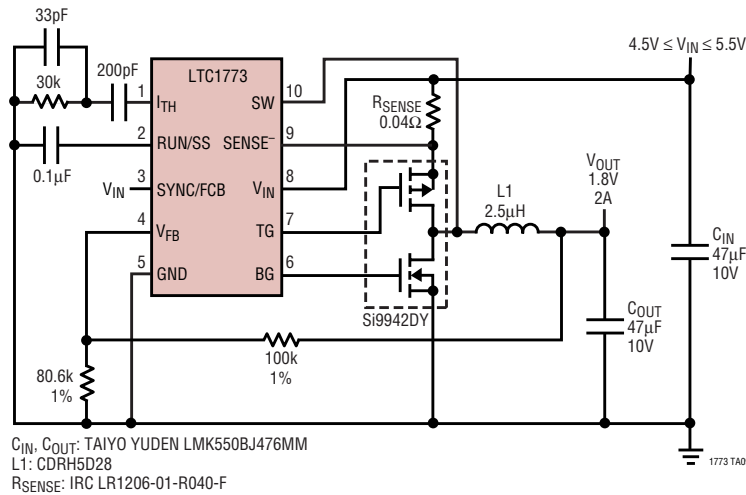 33pF
30k
200pF
LTC1773
1
ITH
2
RUN/SS
0.1µF
VIN
3
SYNC/FCB
4
VFB
5
GND
10
SW
9
SENSE–
8
VIN
7
TG
6
BG
RSENSE
0.04Ω
Si9942DY
L1
2.5µH
VOUT
1.8V
2A
4.5V ≤ VIN ≤ 5.5V
CIN
47µF
10V
COUT
47µF
10V
100k
1%
80.6k
1%
CIN, COUT: TAIYO YUDEN LMK550BJ476MM
L1: CDRH5D28
RSENSE: IRC LR1206-01-R040-F
1773 TA0